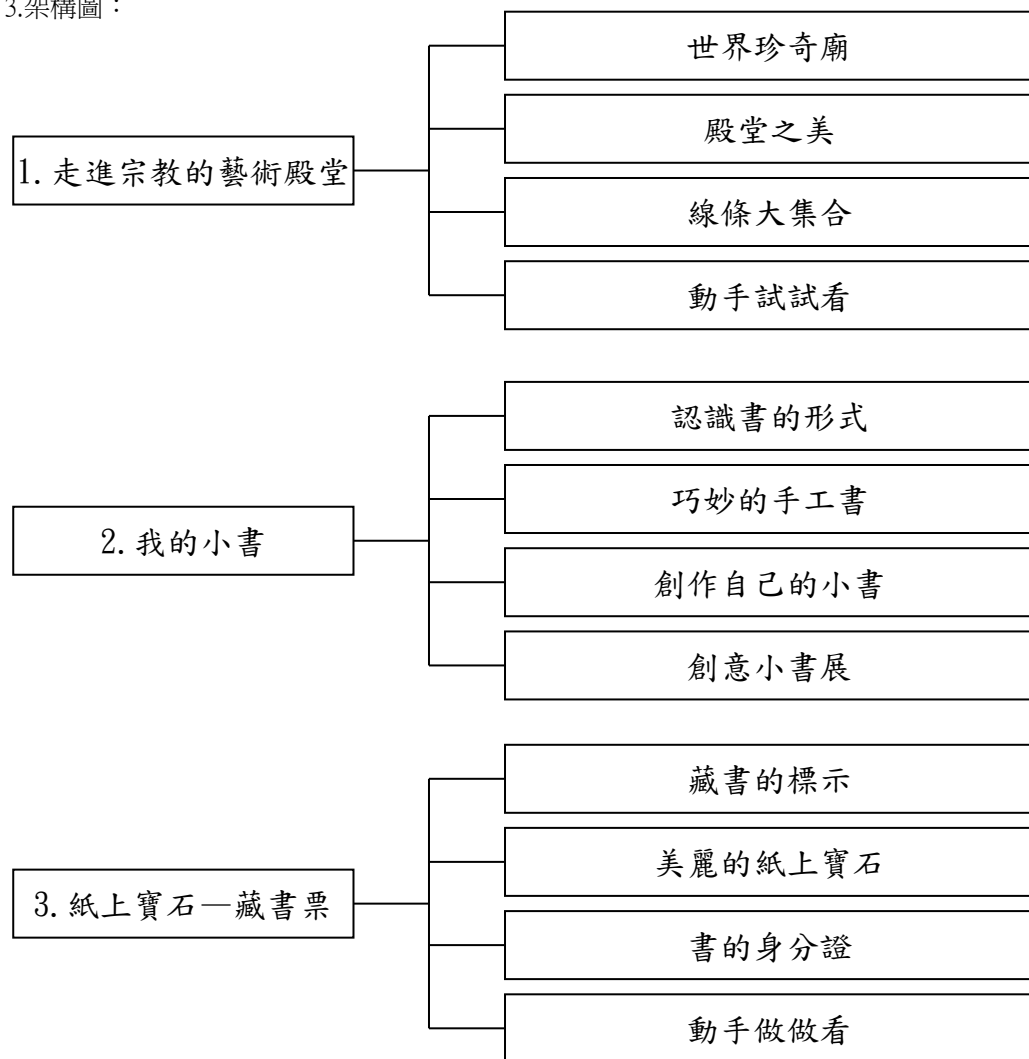 3.架構圖：
1.走進宗教的藝術殿堂
世界珍奇廟
殿堂之美
線條大集合
動手試試看
2.我的小書
認識書的形式
巧妙的手工書
創作自己的小書
創意小書展
3.紙上寶石—藏書票
藏書的標示
美麗的紙上寶石
書的身分證
動手做做看